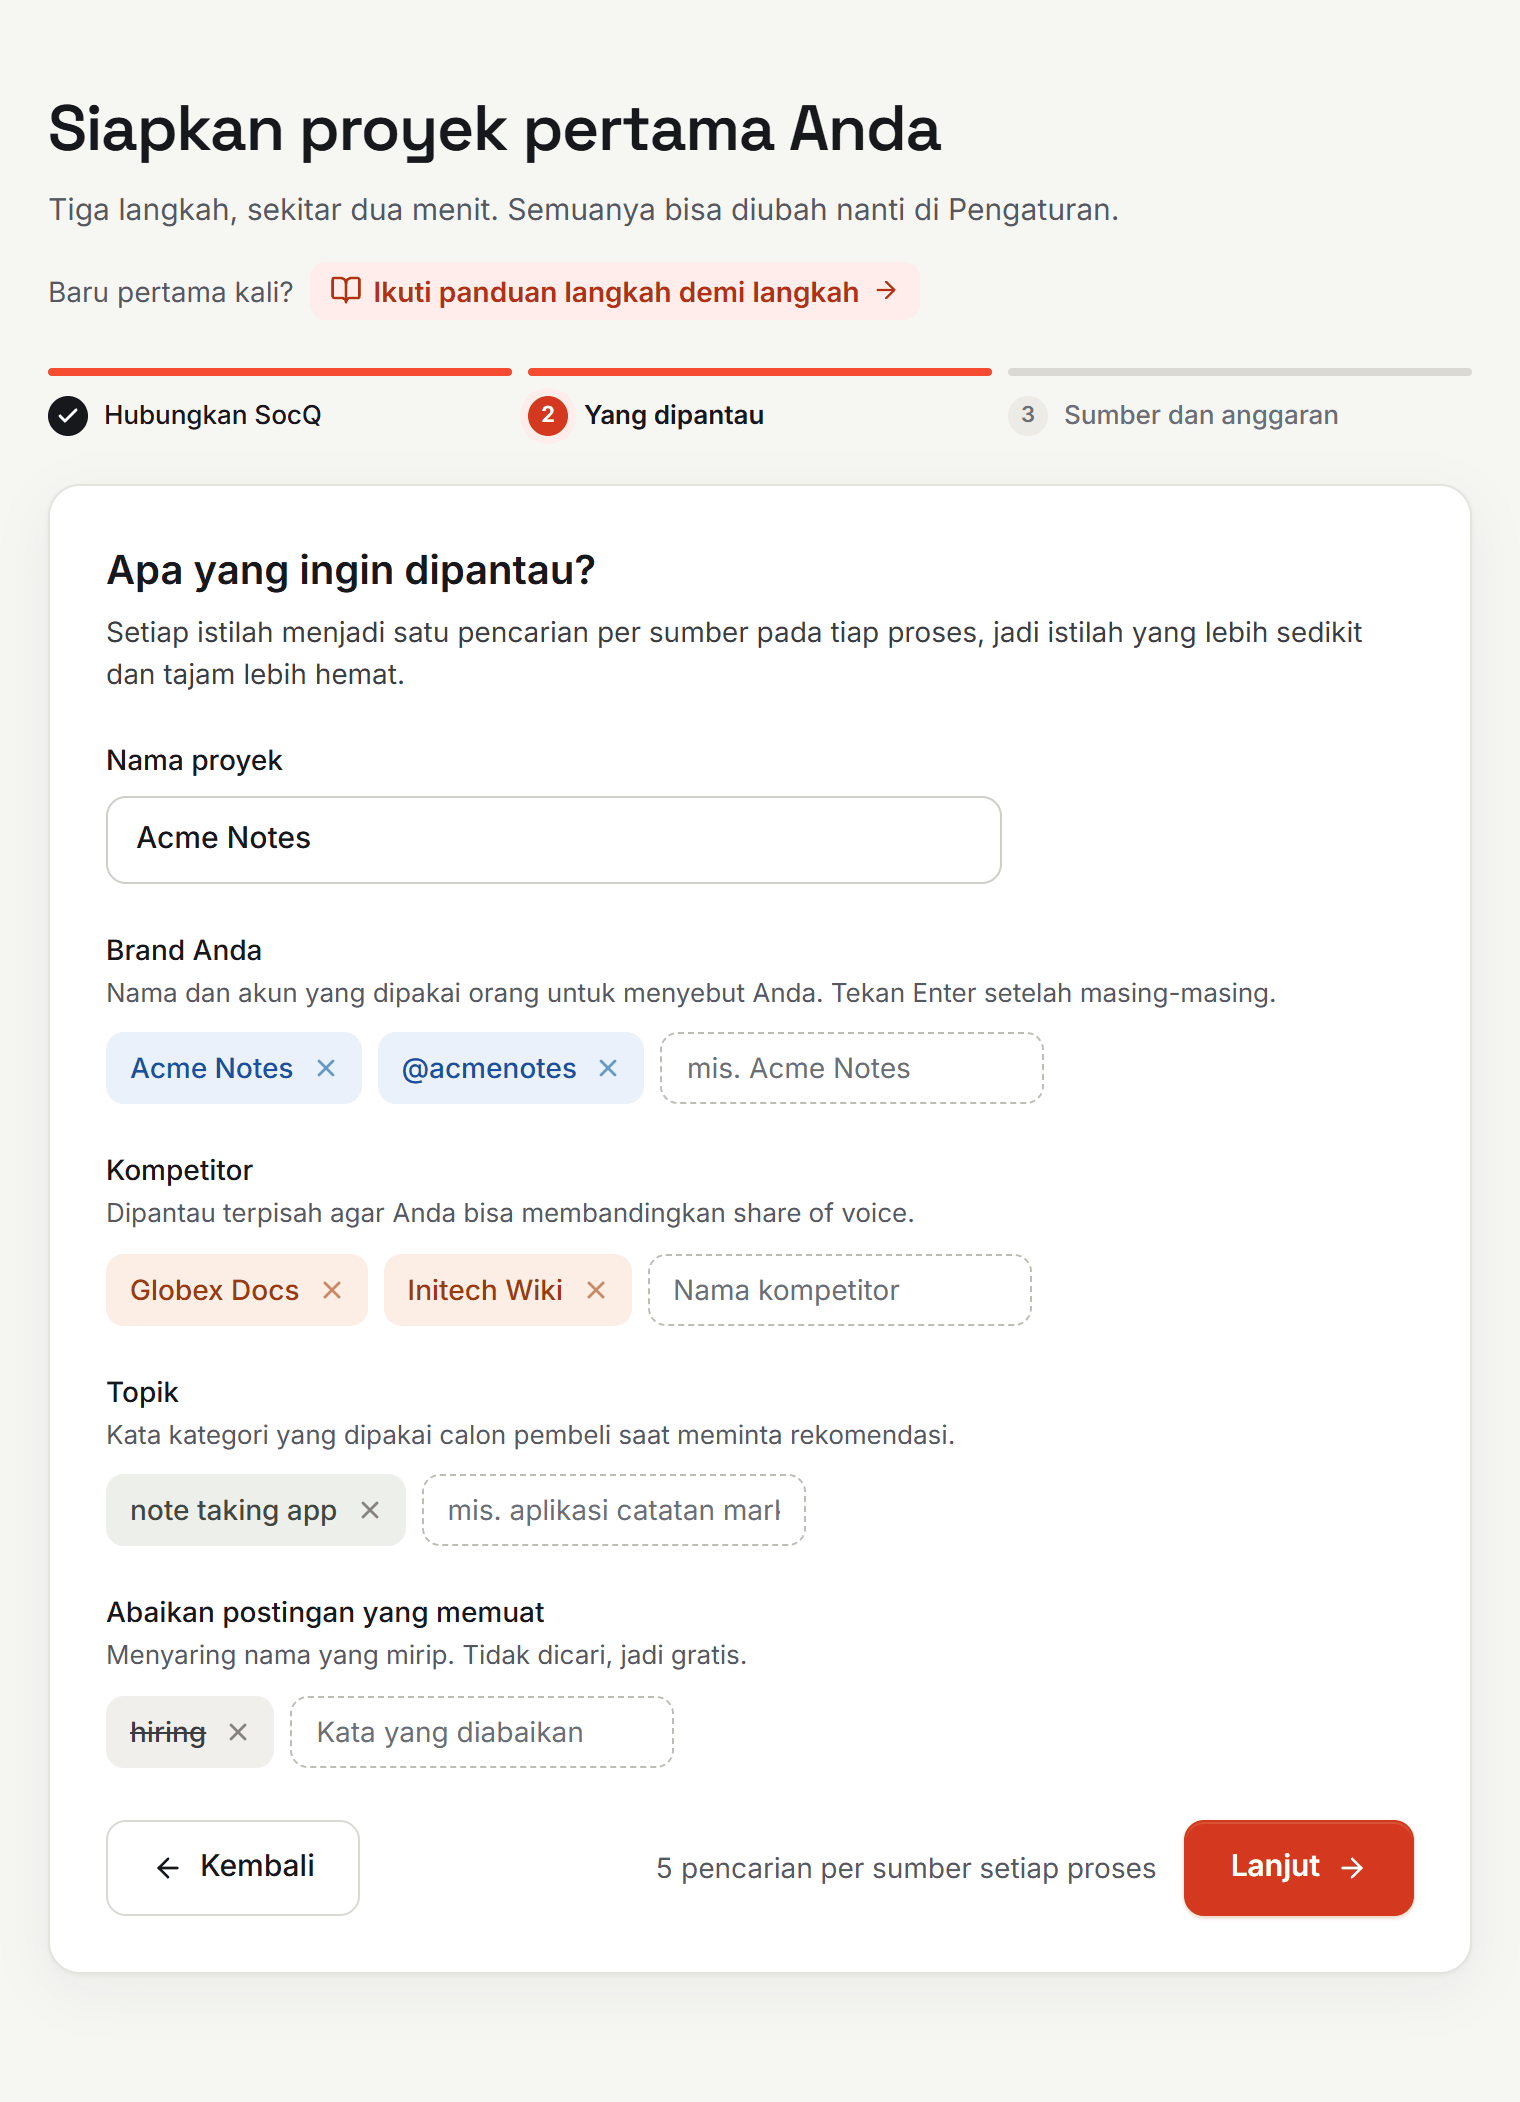 Siapkan proyek pertama Anda
Tiga langkah, sekitar dua menit. Semuanya bisa diubah nanti di Pengaturan.
Baru pertama kali? Ikuti panduan langkah demi langkah →
Hubungkan SocQ
2 Yang dipantau
3 Sumber dan anggaran
Apa yang ingin dipantau?
Setiap istilah menjadi satu pencarian per sumber pada tiap proses, jadi istilah yang lebih sedikit
dan tajam lebih hemat.
Nama proyek
Acme Notes
Brand Anda
Nama dan akun yang dipakai orang untuk menyebut Anda. Tekan Enter setelah masing-masing.
Acme Notes × @acmenotes × mis. Acme Notes
Kompetitor
Dipantau terpisah agar Anda bisa membandingkan share of voice.
Globex Docs × Initech Wiki × Nama kompetitor
Topik
Kata kategori yang dipakai calon pembeli saat meminta rekomendasi.
note taking app × mis. aplikasi catatan
Abaikan postingan yang memuat
Menyaring nama yang mirip. Tidak dicari, jadi gratis.
hiring × Kata yang diabaikan
← Kembali
5 pencarian per sumber setiap proses
Lanjut →